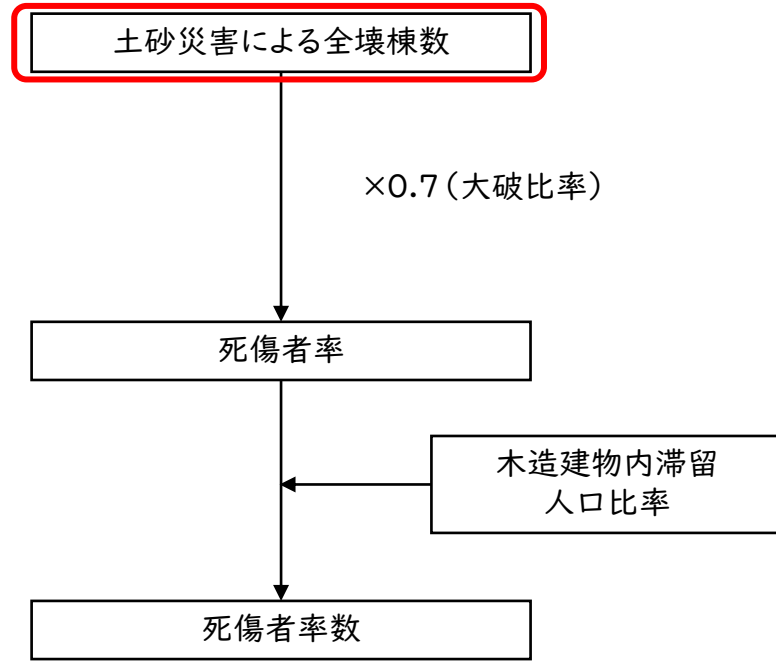 土砂災害による全壊棟数
×0.7(大破比率)
死傷者率
木造建物内滞留
人口比率
死傷者率数